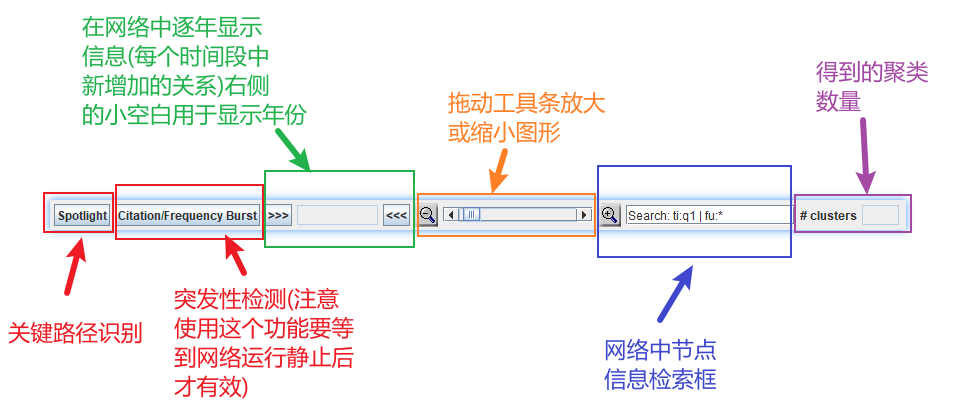 在网络中逐年显示
信息(每个时间段中
新增加的关系)右侧
的小空白用于显示年份
拖动工具条放大
或缩小图形
得到的聚类
数量
Spotlight
Citation/Frequency Burst
>>>
<<<
Search: ti:q1 | fu:*
# clusters
关键路径识别
突发性检测(注意
使用这个功能要等
到网络运行静止后
才有效)
网络中节点
信息检索框